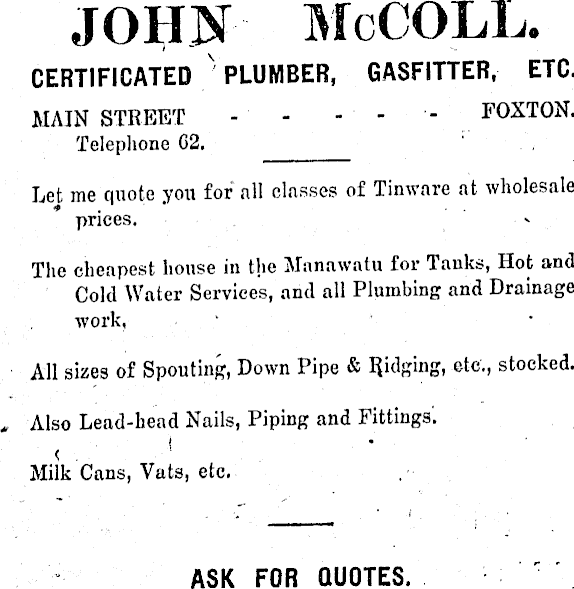 JOHN McCOLL.
CERTIFICATED PLUMBER, GASFITTER, ETC.
MAIN STREET - - - - - FOXTON.
Telephone 62.
Let me quote you for all classes of Tinware at wholesale
prices.
The cheapest house in the Manawatu for Tanks, Hot and
Cold Water Services, and all Plumbing and Drainage
work,
All sizes of Spouting, Down Pipe & Ridging, etc., stocked.
Also Lead-head Nails, Piping and Fittings.
Milk Cans, Vats, etc.
ASK FOR QUOTES.